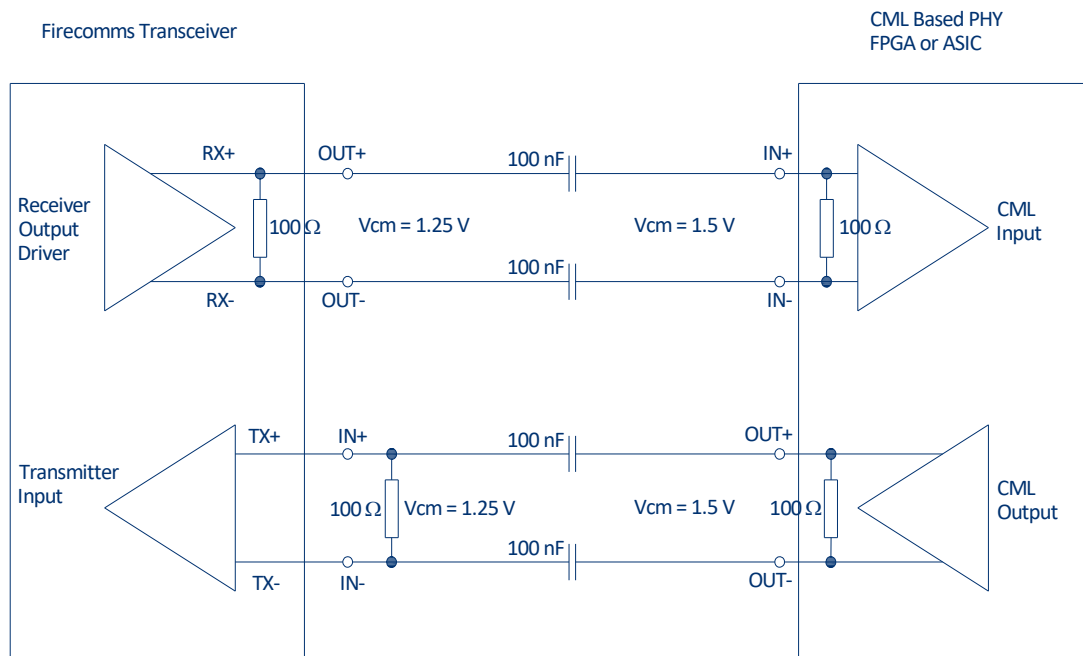 Firecomms Transceiver
CML Based PHY
FPGA or ASIC
RX+
OUT+
100 nF
IN+
Receiver
Output
Driver
100 Ω
Vcm = 1.25 V
Vcm = 1.5 V
100 Ω
CML
Input
100 nF
RX-
OUT-
IN-
TX+
IN+
100 nF
OUT+
Transmitter
Input
100 Ω
Vcm = 1.25 V
Vcm = 1.5 V
100 Ω
CML
Output
100 nF
TX-
IN-
OUT-